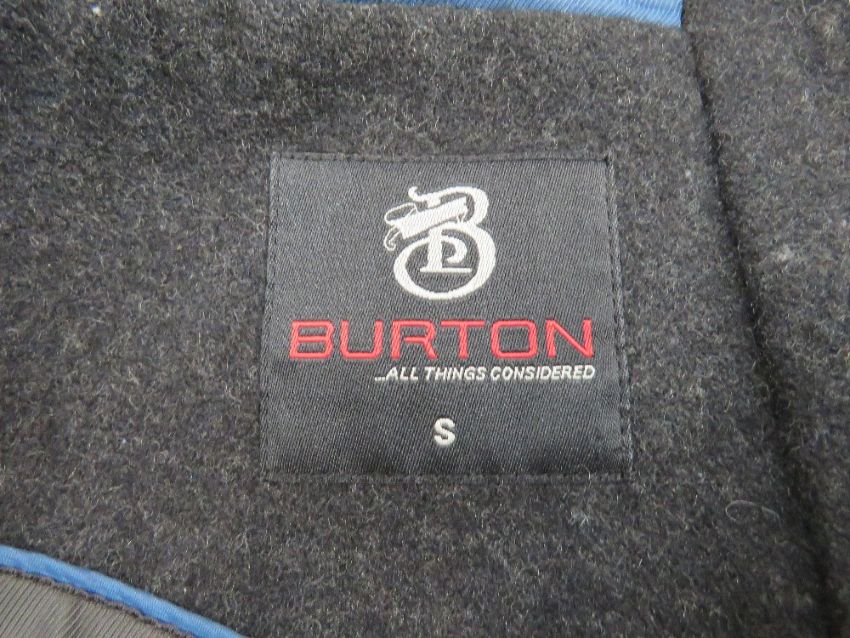 BURTON
...ALL THINGS CONSIDERED
S